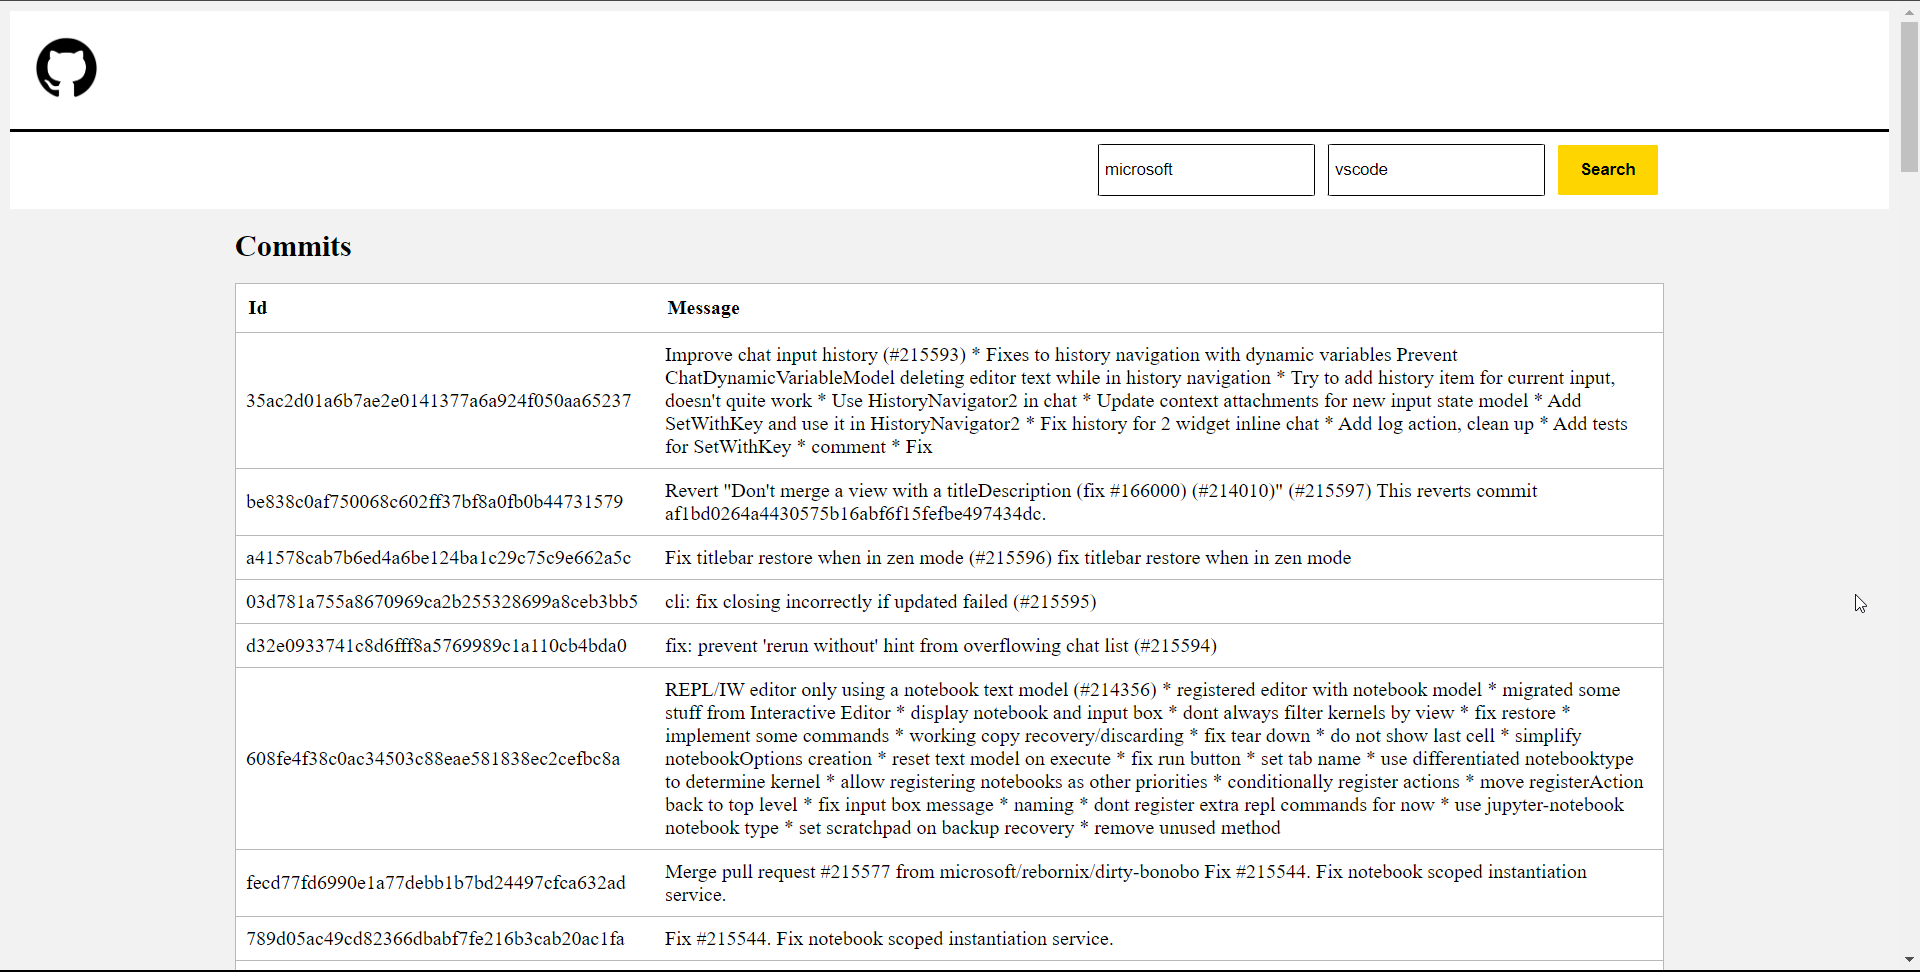 microsoft
vscode
Search
Commits
Id Message
35ac2d01a6b7ae2e0141377a6a924f050aa65237
Improve chat input history (#215593) * Fixes to history navigation with dynamic variables Prevent
ChatDynamicVariableModel deleting editor text while in history navigation * Try to add history item for current input,
doesn't quite work * Use HistoryNavigator2 in chat * Update context attachments for new input state model * Add
SetWithKey and use it in HistoryNavigator2 * Fix history for 2 widget inline chat * Add log action, clean up * Add tests
for SetWithKey * comment * Fix
be838c0af750068c602ff37bf8a0fb0b44731579
Revert "Don't merge a view with a titleDescription (fix #166000) (#214010)" (#215597) This reverts commit
af1bd0264a4430575b16abf6f15fefbe497434dc.
a41578cab7b6ed4a6be124ba1c29c75c9e662a5c Fix titlebar restore when in zen mode (#215596) fix titlebar restore when in zen mode
03d781a755a8670969ca2b255328699a8ceb3bb5 cli: fix closing incorrectly if updated failed (#215595)
d32e0933741c8d6fff8a5769989c1a110cb4bda0 fix: prevent 'rerun without' hint from overflowing chat list (#215594)
608fe4f38c0ac34503c88eae581838ec2cefbc8a
REPL/IW editor only using a notebook text model (#214356) * registered editor with notebook model * migrated some
stuff from Interactive Editor * display notebook and input box * dont always filter kernels by view * fix restore *
implement some commands * working copy recovery/discarding * fix tear down * do not show last cell * simplify
notebookOptions creation * reset text model on execute * fix run button * set tab name * use differentiated notebooktype
to determine kernel * allow registering notebooks as other priorities * conditionally register actions * move registerAction
back to top level * fix input box message * naming * dont register extra repl commands for now * use jupyter-notebook
notebook type * set scratchpad on backup recovery * remove unused method
fecd77fd6990e1a77debb1b7bd24497cfca632ad
Merge pull request #215577 from microsoft/rebornix/dirty-bonobo Fix #215544. Fix notebook scoped instantiation
service.
789d05ac49cd82366dbabf7fe216b3cab20ac1fa Fix #215544. Fix notebook scoped instantiation service.